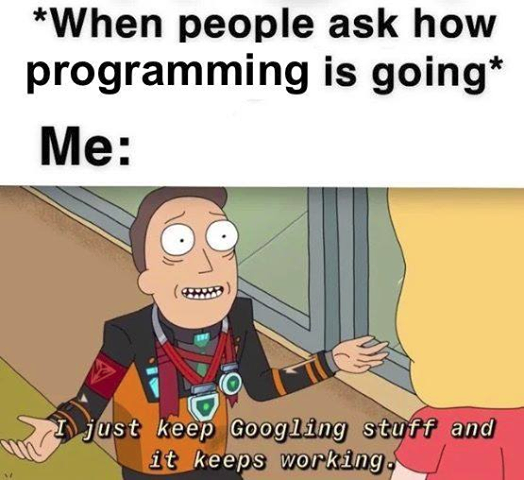 *When people ask how
programming is going*
Me:
I just keep Googling stuff and
it keeps working.